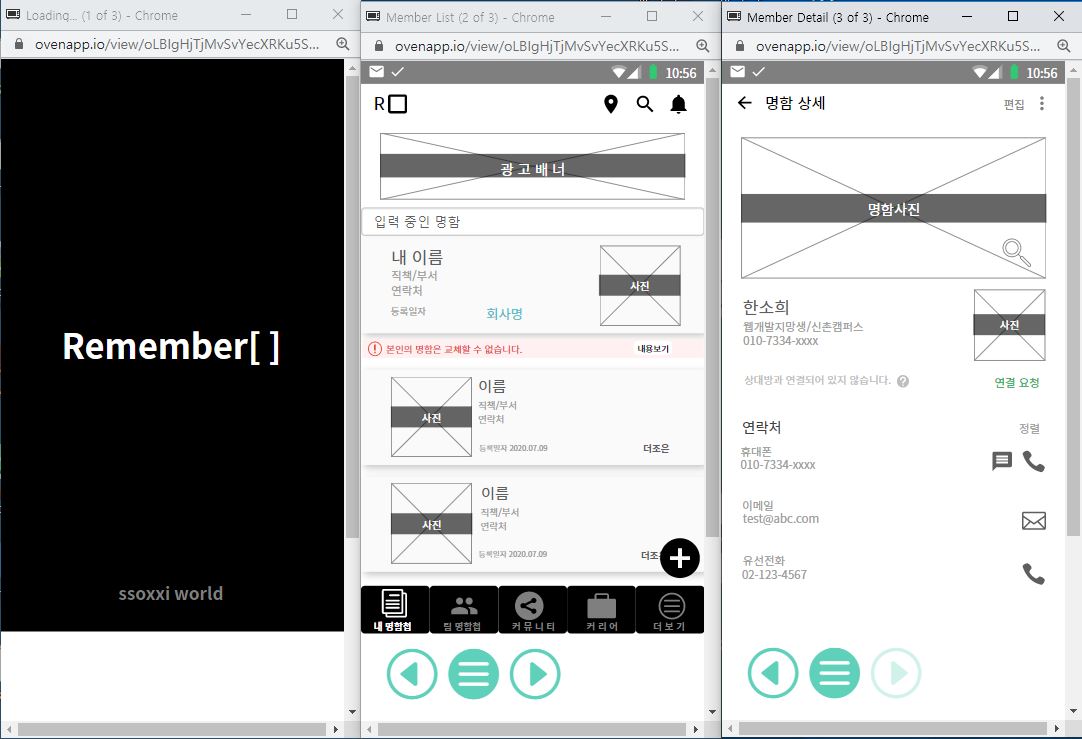 Loading... (1 of 3) - Chrome
ovenapp.io/view/oLBIgHjTjMvSvYecXRKu5S...
Remember[ ]
ssoxxi world
Member List (2 of 3) - Chrome
ovenapp.io/view/oLBIgHjTjMvSvYecXRKu5S...
10:56
R
광 고 배 너
입력 중인 명함
내 이름
직책/부서
연락처
등록일자
회사명
사진
본인의 명함은 교체할 수 없습니다.
내용보기
사진
이름
직책/부서
연락처
등록일자 2020.07.09
더조은
사진
이름
직책/부서
연락처
등록일자 2020.07.09
더조은
내 명함첩
팀 명함첩
커 뮤 니 티
커 리 어
더 보 기
Member Detail (3 of 3) - Chrome
ovenapp.io/view/oLBIgHjTjMvSvYecXRKu5S...
10:56
명함 상세
편집
명함사진
한소희
웹개발지망생/신촌캠퍼스
010-7334-xxxx
사진
상대방과 연결되어 있지 않습니다.
연결 요청
연락처
정렬
휴대폰
010-7334-xxxx
이메일
test@abc.com
유선전화
02-123-4567